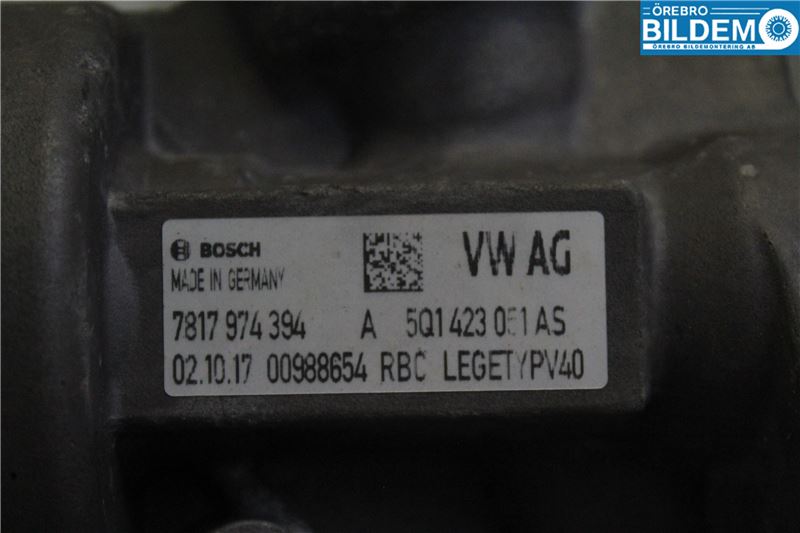 ÖREBRO
BILDEMO
ÖREBRO BILDEMONTERING AB
BOSCH
VW AG
MADE IN GERMANY
7817 974 394 A 5Q1 423 051 AS
02.10.17 00988654 RBC LEGETYPV40